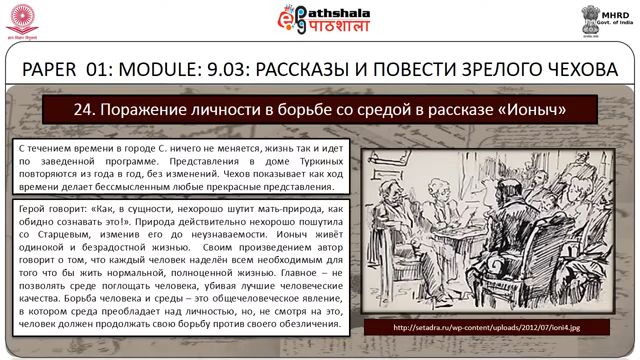 Pathshala
पाठशाला
MHRD
Govt. of India
PAPER 01: MODULE: 9.03: РАССКАЗЫ И ПОВЕСТИ ЗРЕЛОГО ЧЕХОВА
24. Поражение личности в борьбе со средой в рассказе «Ионыч»
С течением времени в городе С. ничего не меняется, жизнь так и идет
по заведенной программе. Представления в доме Туркиных
повторяются из года в год, без изменений. Чехов показывает как ход
времени делает бессмысленным любые прекрасные представления.
Герой говорит: «Как, в сущности, нехорошо шутит мать-природа, как
обидно сознавать это!». Природа действительно нехорошо пошутила
со Старцевым, изменив его до неузнаваемости. Ионыч живёт
одинокой и безрадостной жизнью. Своим произведением автор
говорит о том, что каждый человек наделён всем необходимым для
того что бы жить нормальной, полноценной жизнью. Главное – не
позволять среде поглощать человека, убивая лучшие человеческие
качества. Борьба человека и среды – это общечеловеческое явление,
в котором среда преобладает над личностью, но, не смотря на это,
человек должен продолжать свою борьбу против своего обезличения.
http://setadra.ru/wp-content/uploads/2012/07/ioni4.jpg